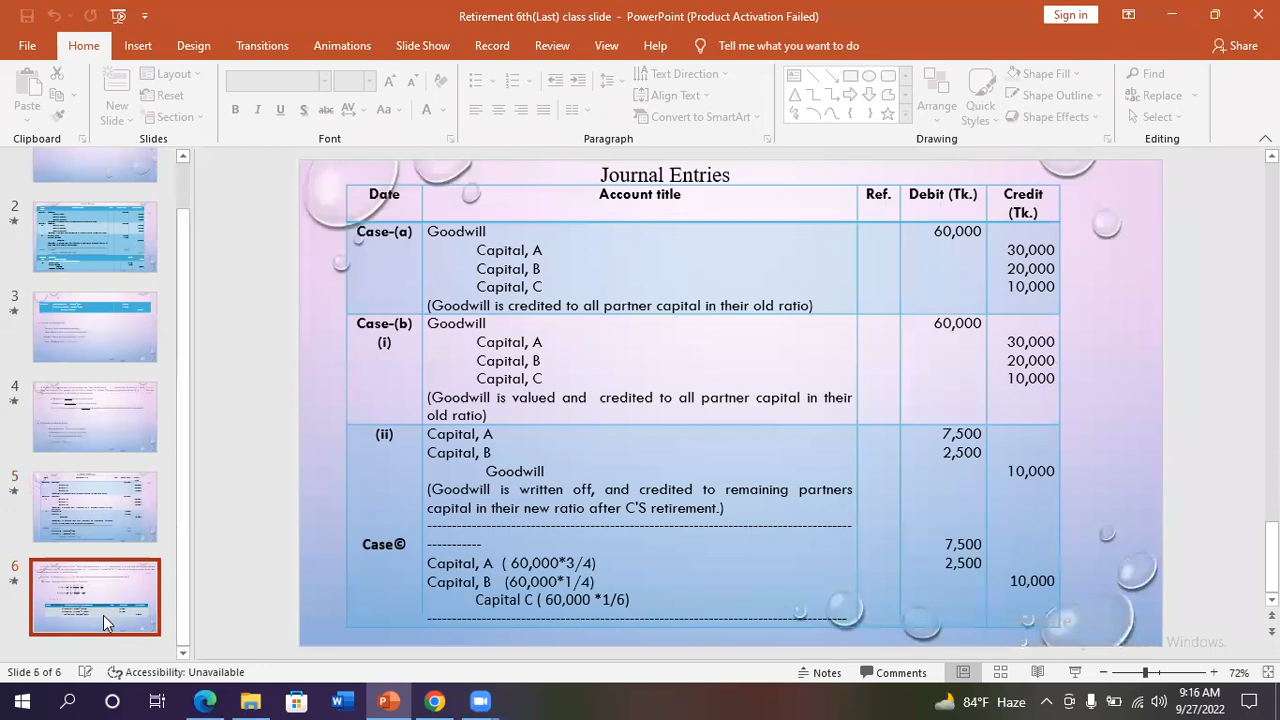 Retirement 6th(Last) class slide - PowerPoint (Product Activation Failed)
Sign in
File Home Insert Design Transitions Animations Slide Show Record Review View Help Tell me what you want to do Share
Paste
New Slide
Layout
Reset
Section
B I U S abc AV Aa A
Text Direction
Align Text
Convert to SmartArt
Arrange
Quick Styles
Shape Fill
Shape Outline
Shape Effects
Find
Replace
Select
Clipboard Slides Font Paragraph Drawing Editing
2
3
4
5
6
Journal Entries
Date Account title Ref. Debit (Tk.) Credit (Tk.)
Case-(a) Goodwill 60,000
Capital, A 30,000
Capital, B 20,000
Capital, C 10,000
(Goodwill is credited to all partner capital in their old ratio)
Case-(b) Goodwill 60,000
(i) Capital, A 30,000
Capital, B 20,000
Capital, C 10,000
(Goodwill is valued and credited to all partner capital in their
old ratio)
(ii) Capital, A 7,500
Capital, B 2,500
Goodwill 10,000
(Goodwill is written off, and credited to remaining partners
capital in their new ratio after C'S retirement.)
Case© ----------- 7,500
Capital, A ( 60,000*3/4) 2,500
Capital, B (60,000*1/4) 10,000
Capital C ( 60,000 *1/6)
Windows.
Slide 6 of 6 Accessibility: Unavailable Notes Comments 72%
84°F Haze
9:16 AM
9/27/2022